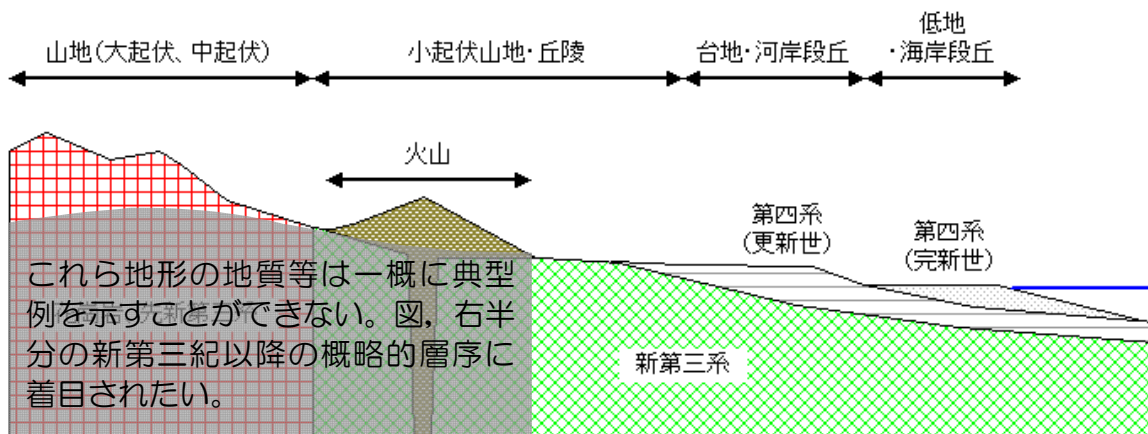 山地(大起伏、中起伏)
小起伏山地・丘陵
台地・河岸段丘
低地
・海岸段丘
火山
第四系
(更新世)
第四系
(完新世)
これら地形の地質等は一概に典型
例を示すことができない。図，右半
分の新第三紀以降の概略的層序に
着目されたい。
新第三系